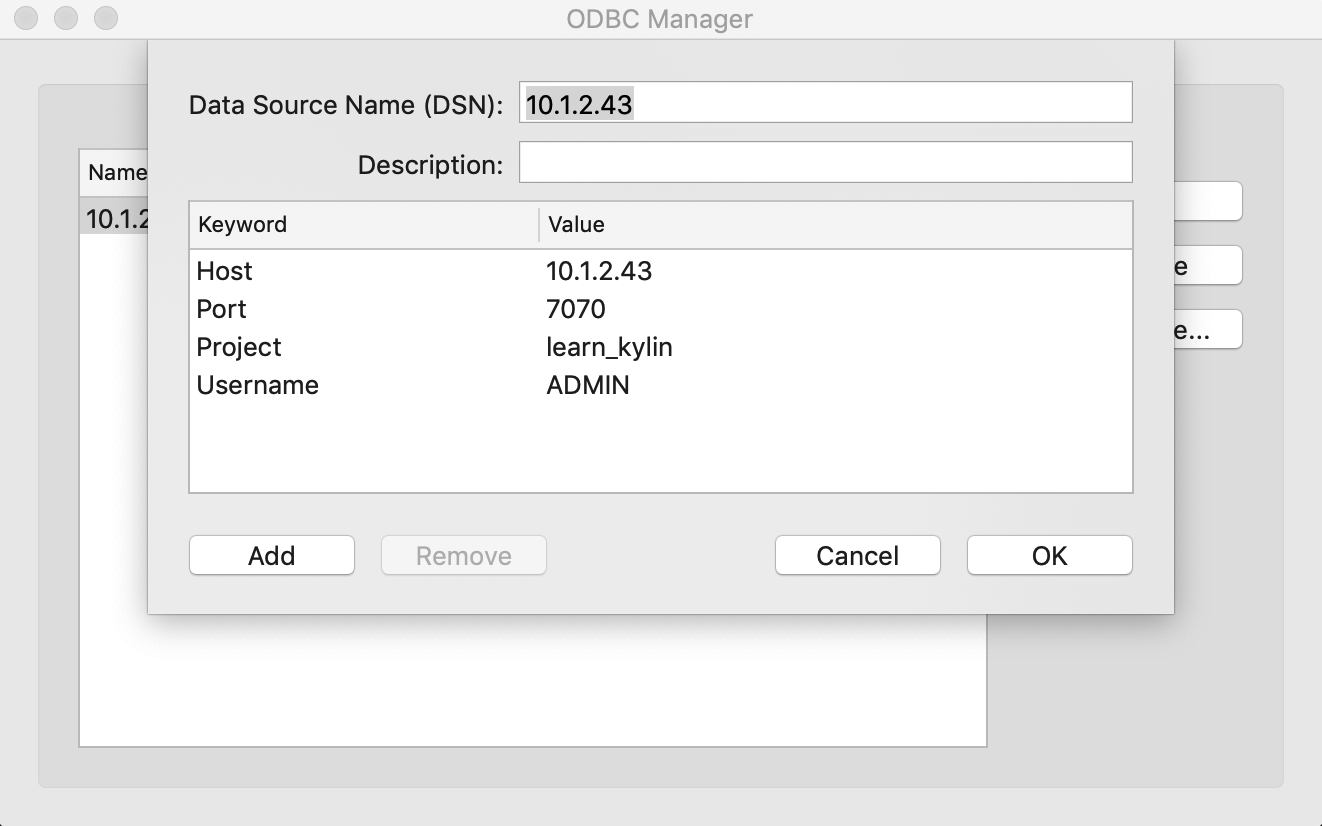 ODBC Manager
Data Source Name (DSN): 10.1.2.43
Description:
Name
10.1.2
Keyword Value
Host 10.1.2.43
Port 7070
Project learn_kylin
Username ADMIN
e
e...
Add Remove Cancel OK